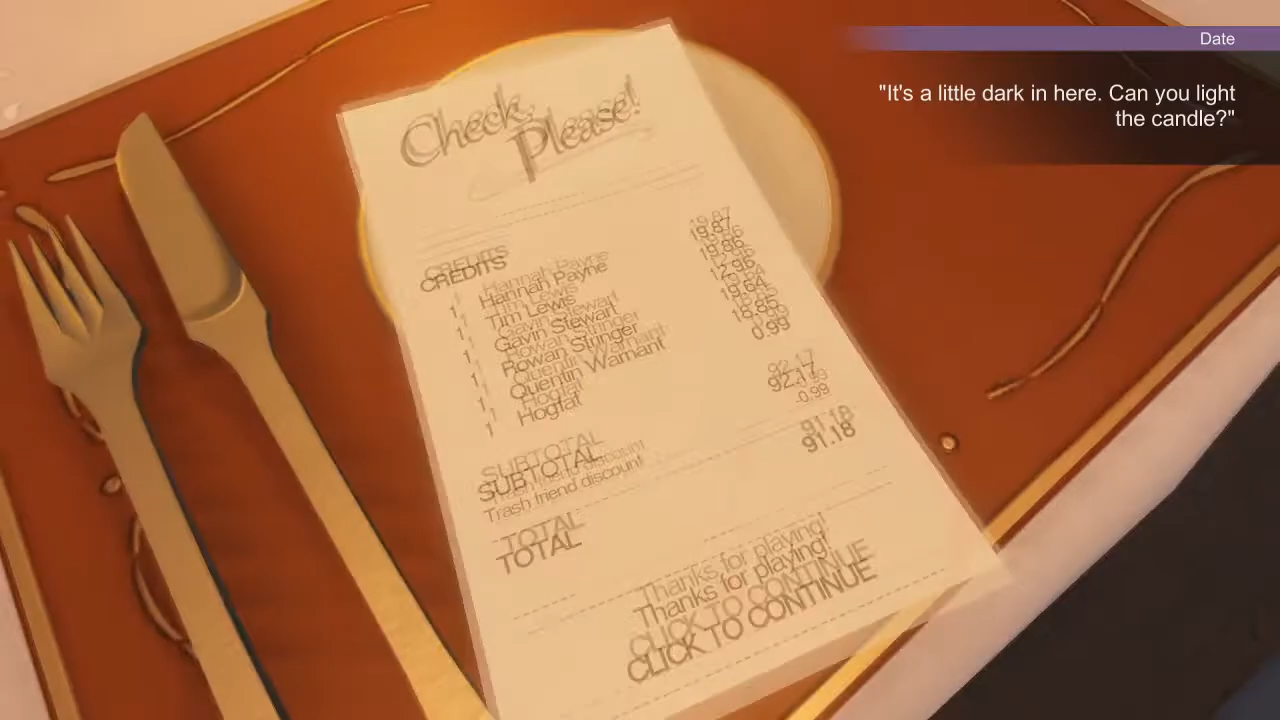 Date
"It's a little dark in here. Can you light
the candle?"
Check,
Please!
CREDITS
1 Hannah Payne 19.87
1 Tim Lewis 19.86
1 Gavin Stewart 12.96
1 Rowan Stringer 19.64
1 Quentin Warnant 18.85
1 Hogfat 0.99
SUBTOTAL 92.17
Trash friend discount -0.99
TOTAL 91.18
Thanks for playing!
CLICK TO CONTINUE